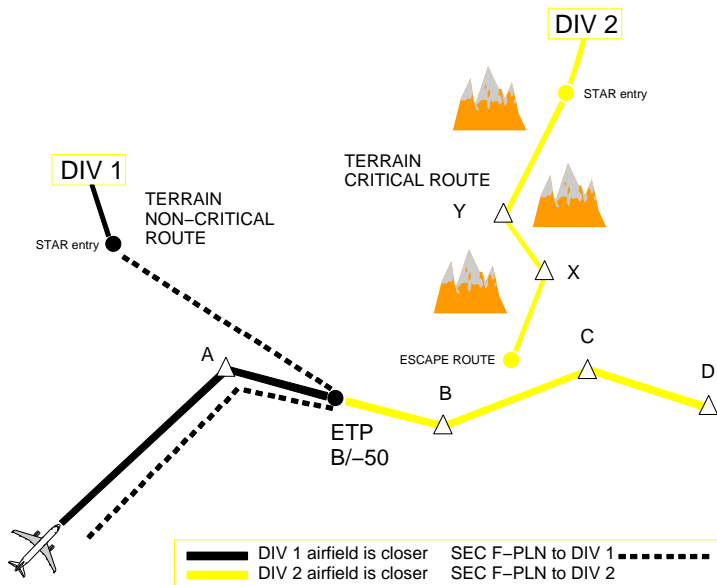 DIV 2
STAR entry
DIV 1
TERRAIN
CRITICAL ROUTE
TERRAIN
NON−CRITICAL
ROUTE
Y
STAR entry
X
A
ESCAPE ROUTE
C
D
B
ETP
B/−50
DIV 1 airfield is closer SEC F−PLN to DIV 1
DIV 2 airfield is closer SEC F−PLN to DIV 2